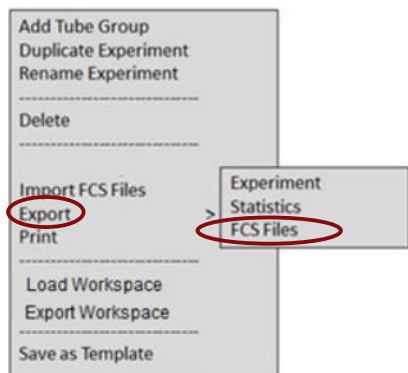 Add Tube Group
Duplicate Experiment
Rename Experiment
------------------------------
Delete
------------------------------
Import FCS Files
Export >
Print
------------------------------
Load Workspace
Export Workspace
------------------------------
Save as Template
Experiment
Statistics
FCS Files